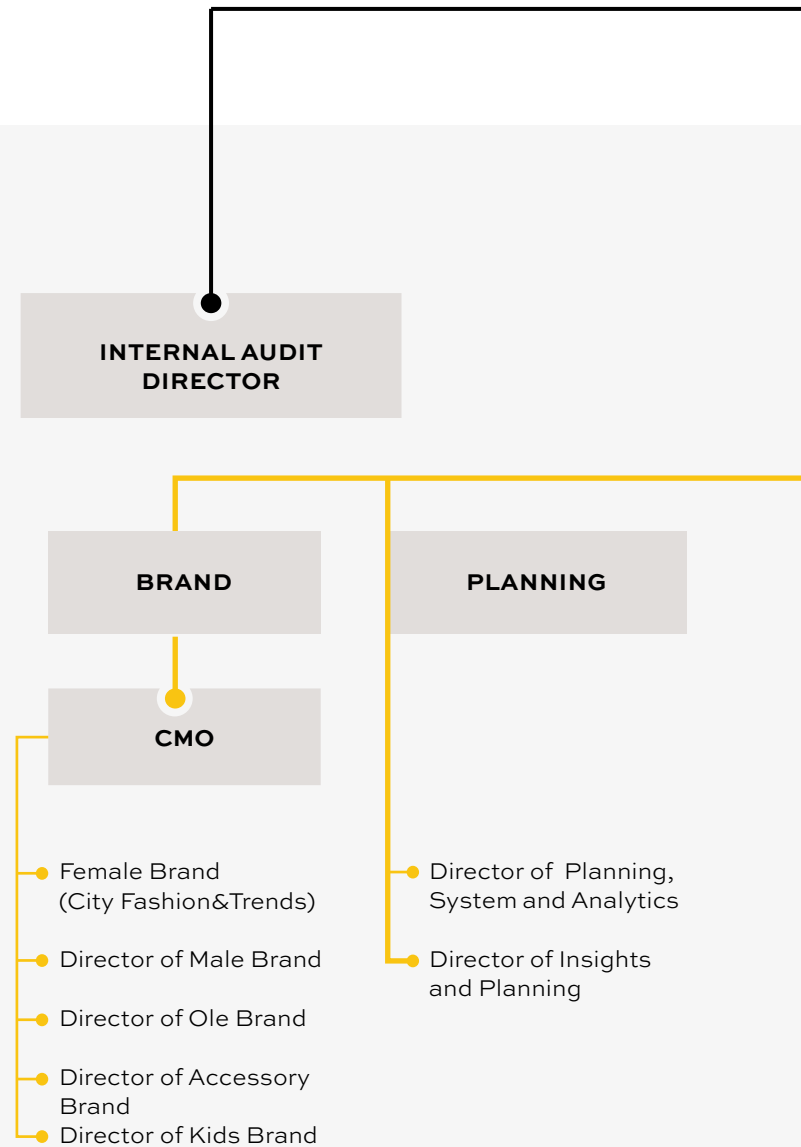 INTERNAL AUDIT
DIRECTOR
BRAND
PLANNING
CMO
Female Brand
(City Fashion&Trends)
Director of Male Brand
Director of Ole Brand
Director of Accessory
Brand
Director of Kids Brand
Director of Planning,
System and Analytics
Director of Insights
and Planning